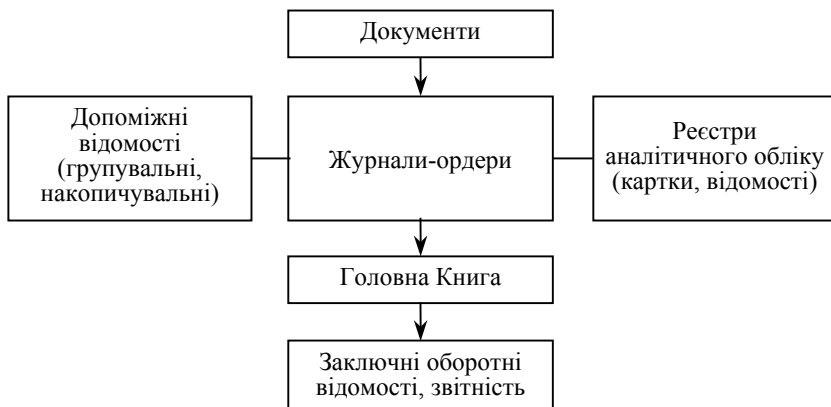 Документи
Допоміжні
відомості
(групувальні,
накопичувальні)
Журнали-ордери
Реєстри
аналітичного обліку
(картки, відомості)
Головна Книга
Заключні оборотні
відомості, звітність